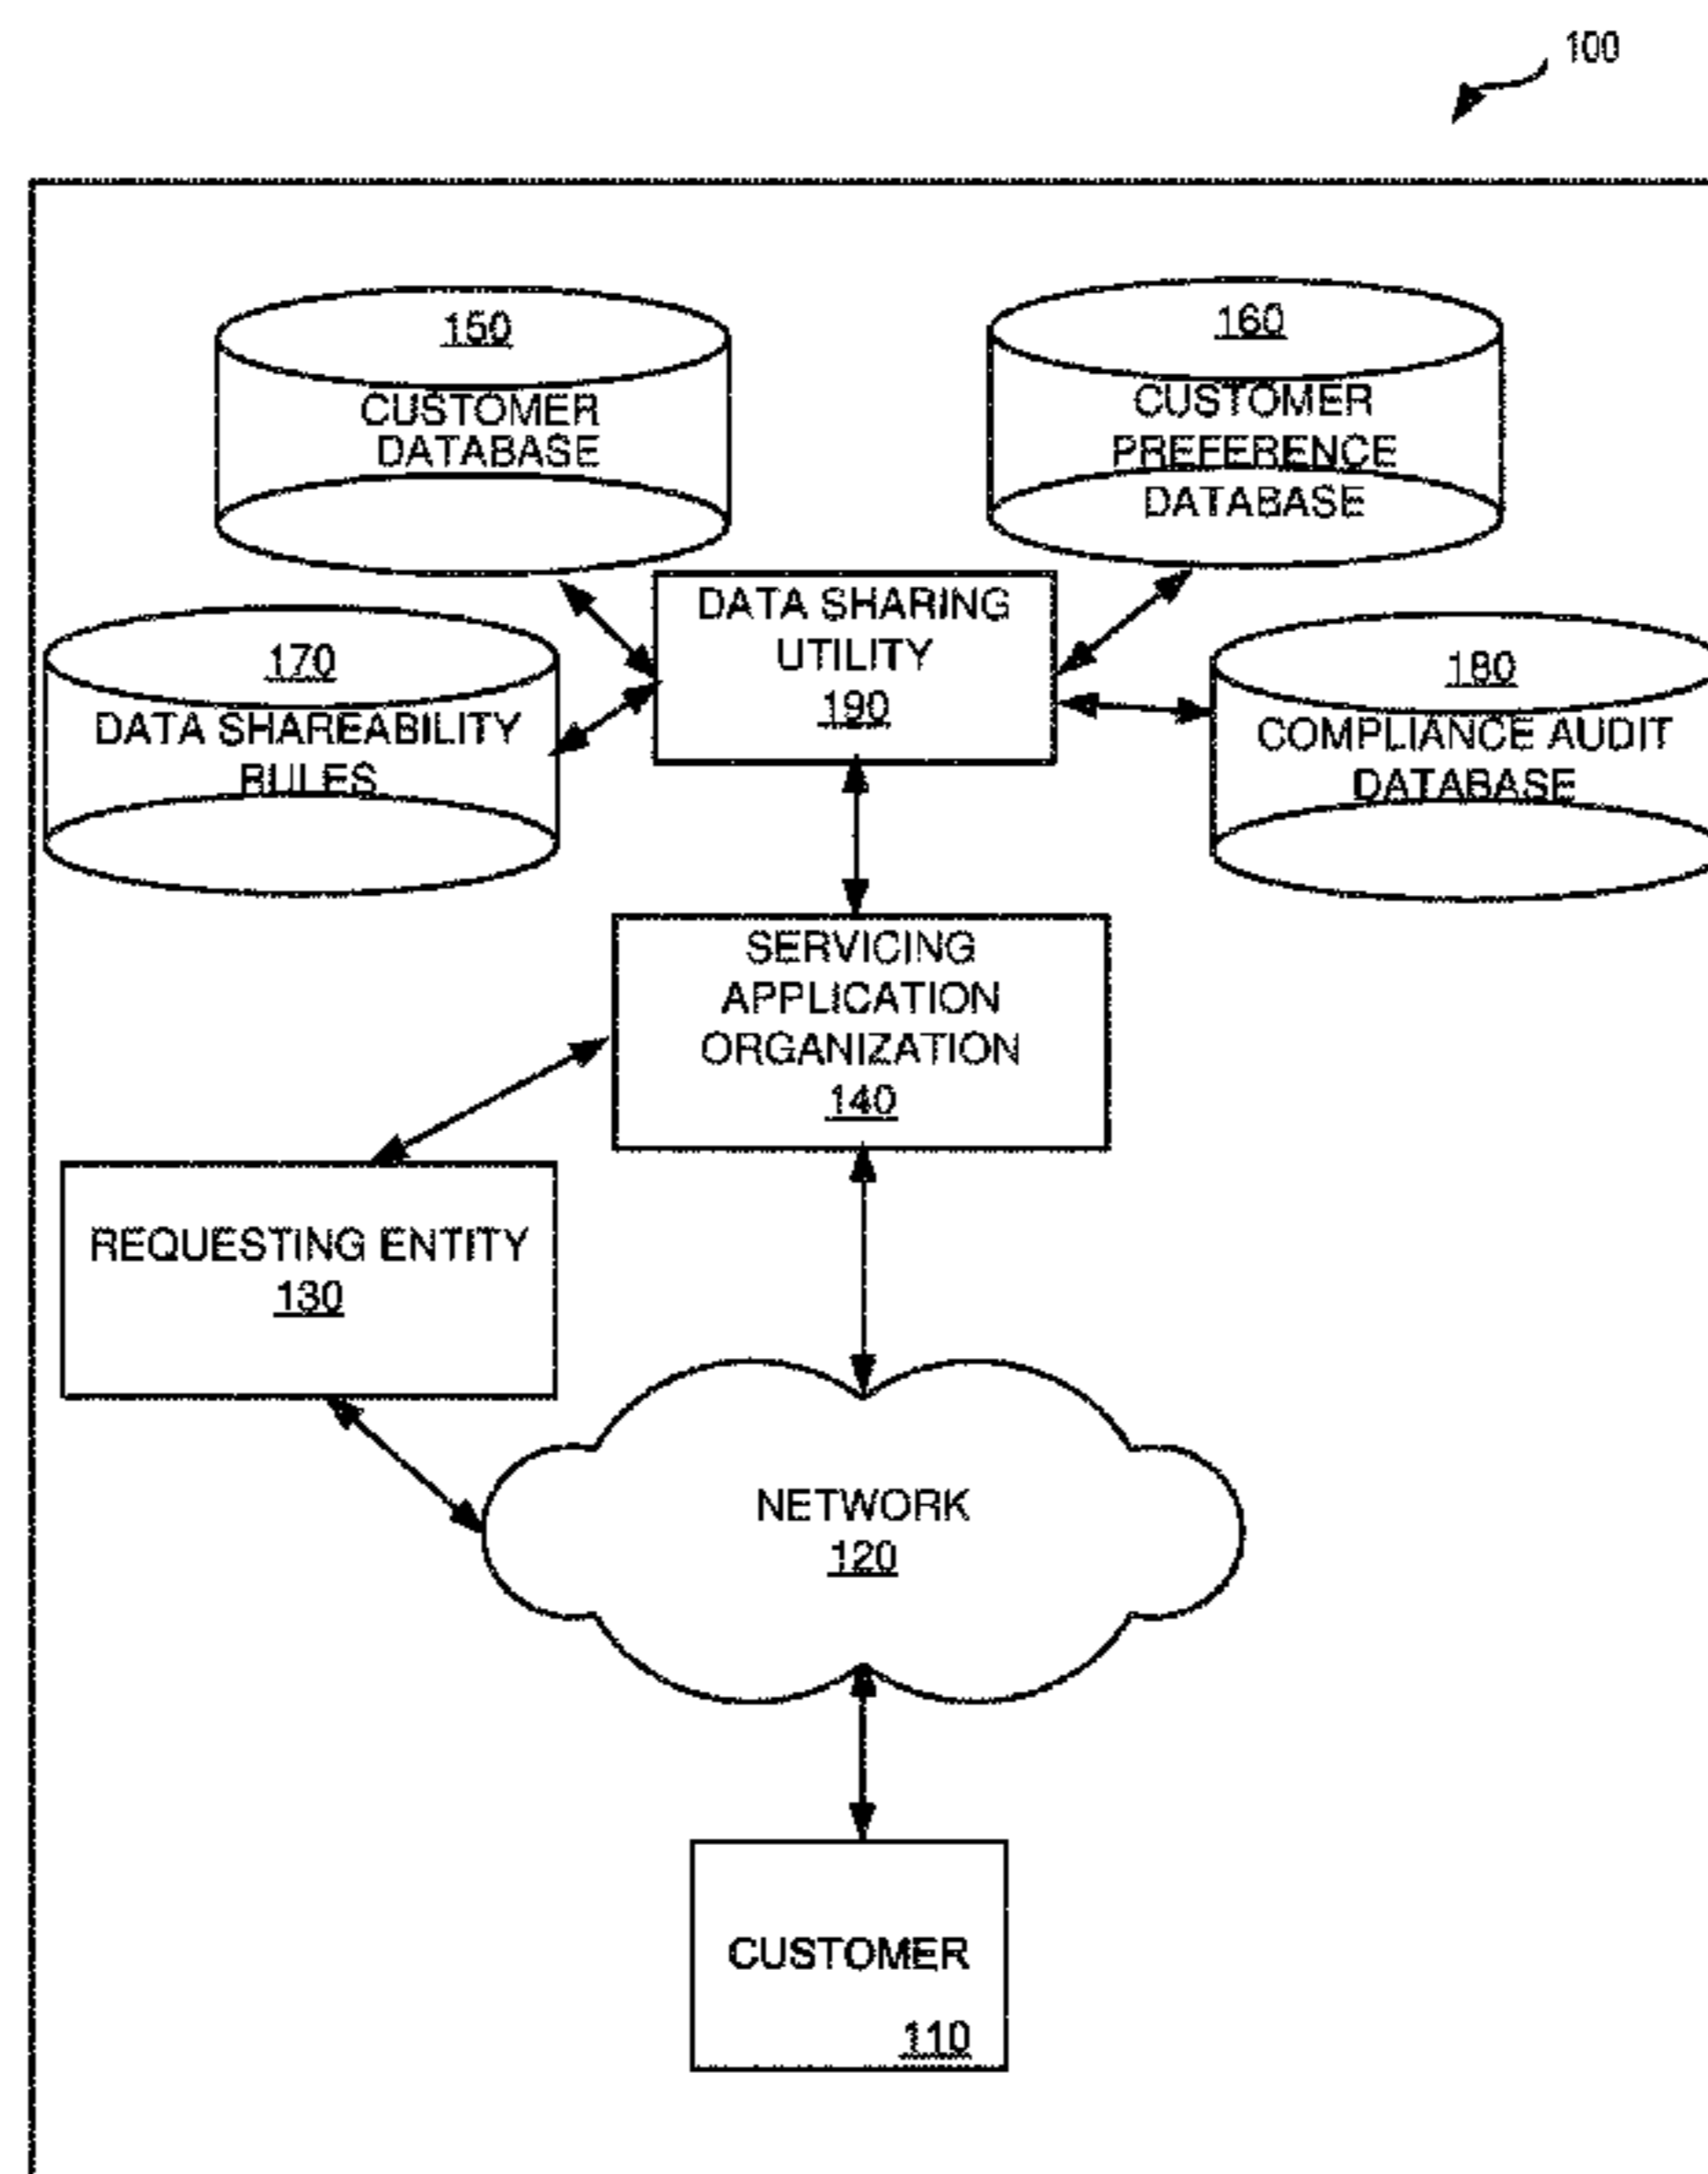 100
150
CUSTOMER
DATABASE
160
CUSTOMER
PREFERENCE
DATABASE
DATA SHARING
UTILITY
190
170
DATA SHAREABILITY
RULES
180
COMPLIANCE AUDIT
DATABASE
SERVICING
APPLICATION
ORGANIZATION
140
REQUESTING ENTITY
130
NETWORK
120
CUSTOMER
110